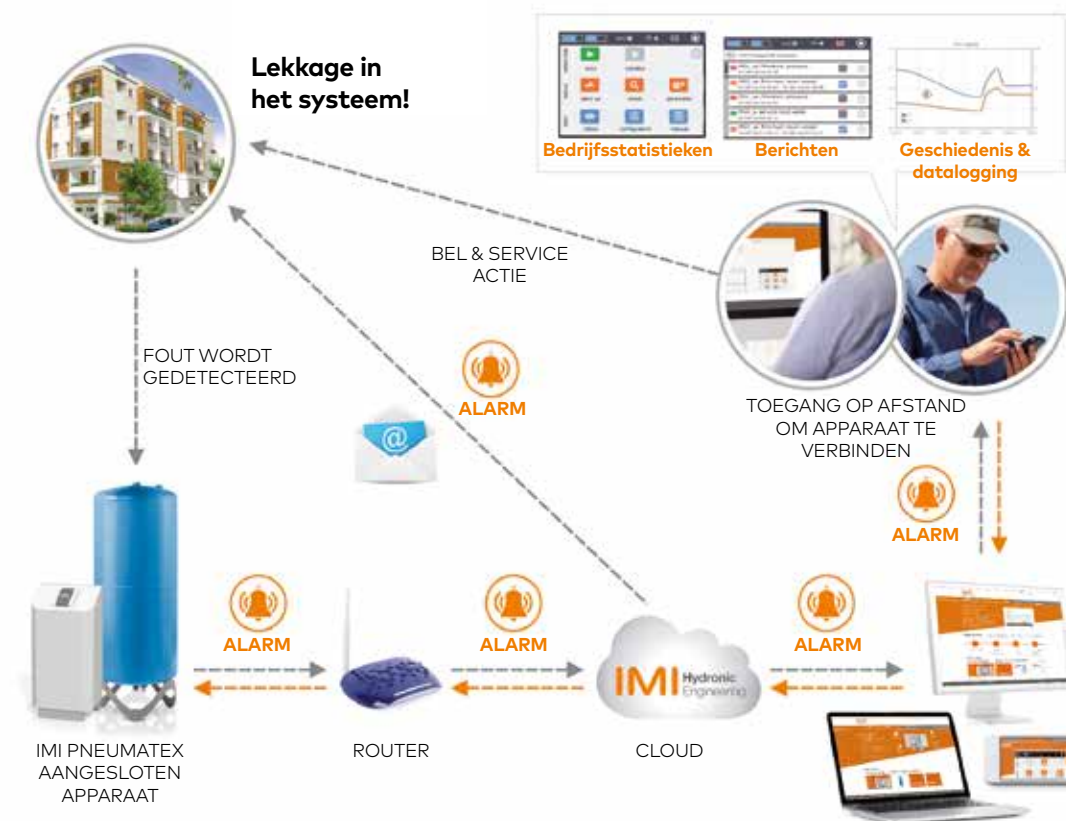 Lekkage in
het systeem!
Bedrijfsstatistieken
Berichten
Geschiedenis &
datalogging
BEL & SERVICE
ACTIE
FOUT WORDT
GEDETECTEERD
ALARM
@
TOEGANG OP AFSTAND
OM APPARAAT TE
VERBINDEN
ALARM
ALARM
ALARM
ALARM
IMI Hydronic
Engineering
IMI PNEUMATEX
AANGESLOTEN
APPARAAT
ROUTER
CLOUD